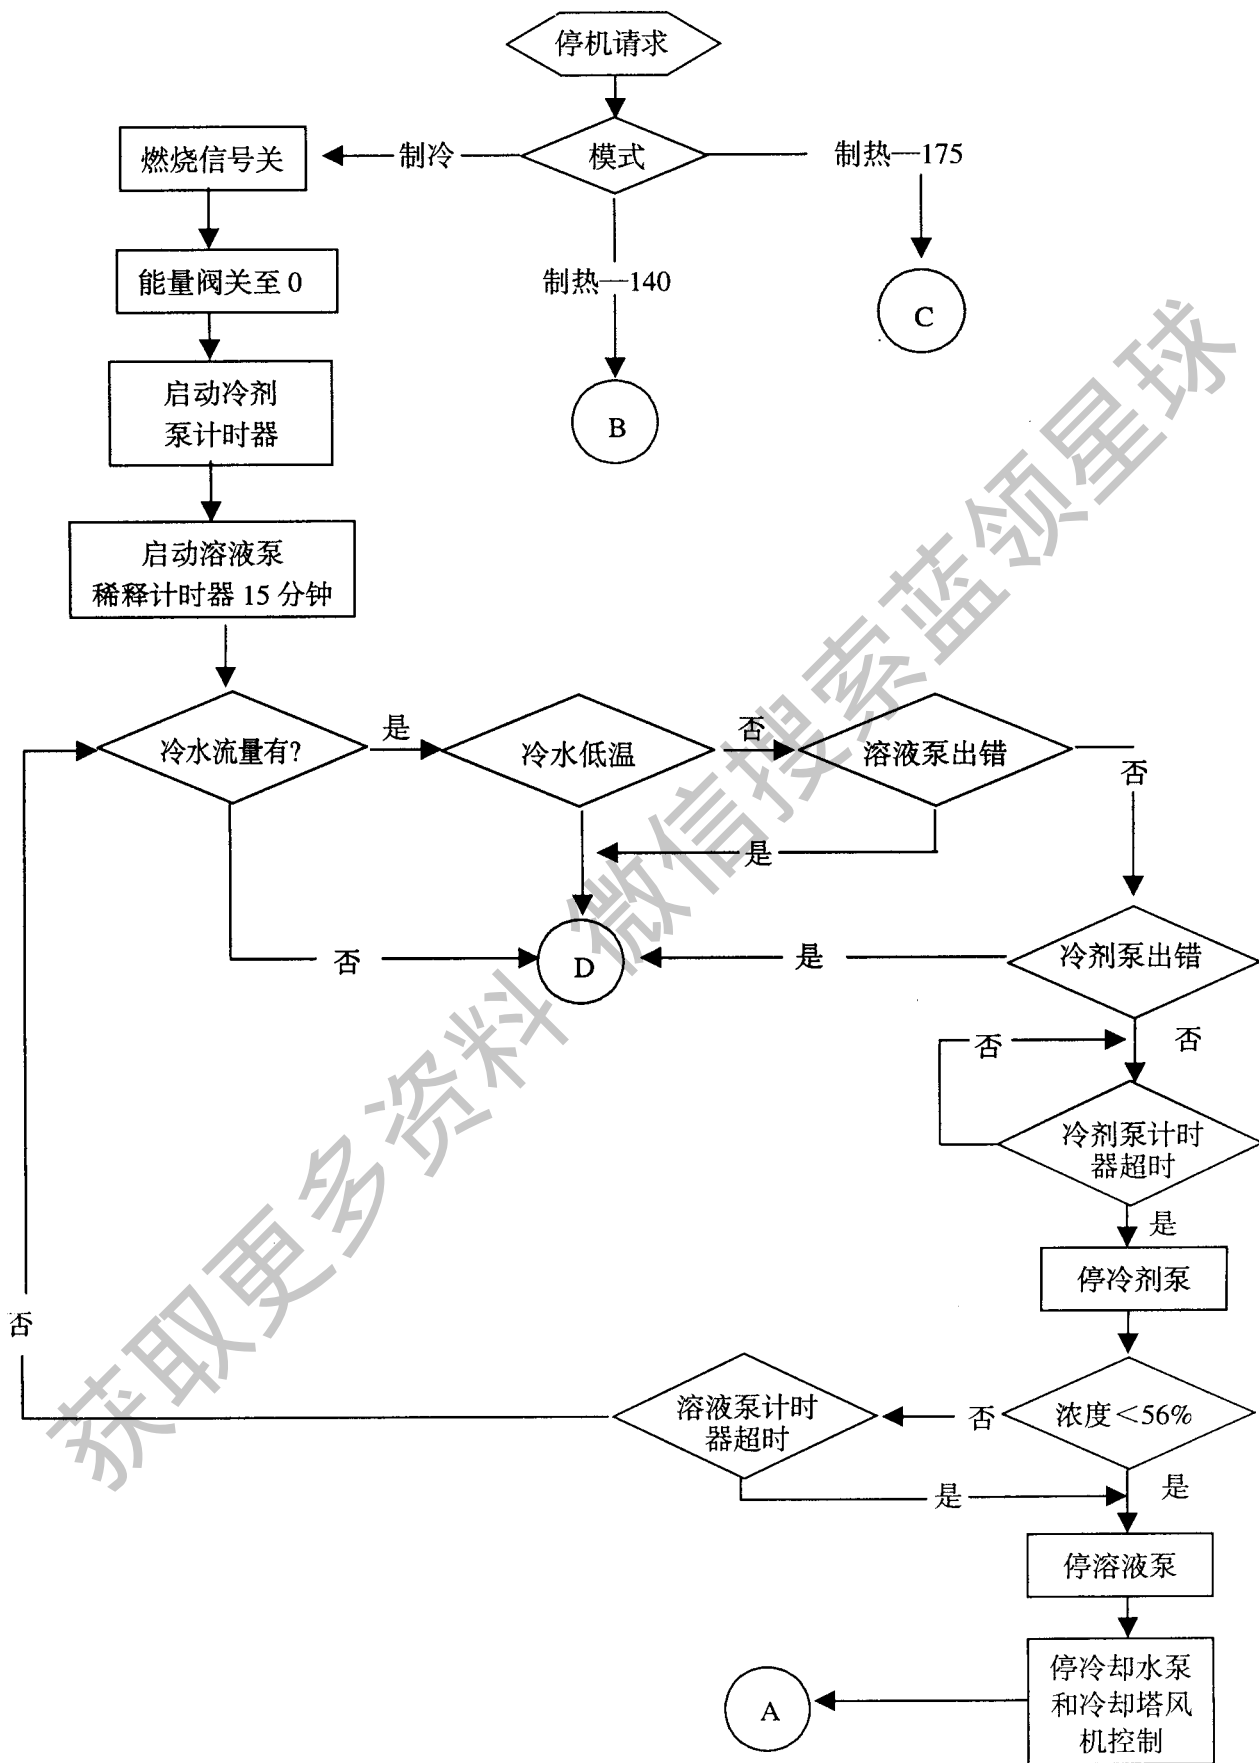 停机请求
模式
制冷
燃烧信号关
制热—175
能量阀关至 0
制热—140
C
启动冷剂
泵计时器
B
启动溶液泵
稀释计时器 15 分钟
冷水流量有?
是
冷水低温
否
溶液泵出错
否
是
否
D
是
冷剂泵出错
否
否
冷剂泵计时
器超时
是
停冷剂泵
否
溶液泵计时
器超时
否
浓度＜56%
是
是
停溶液泵
停冷却水泵
和冷却塔风
机控制
A
获取更多资料 微信搜索蓝领星球